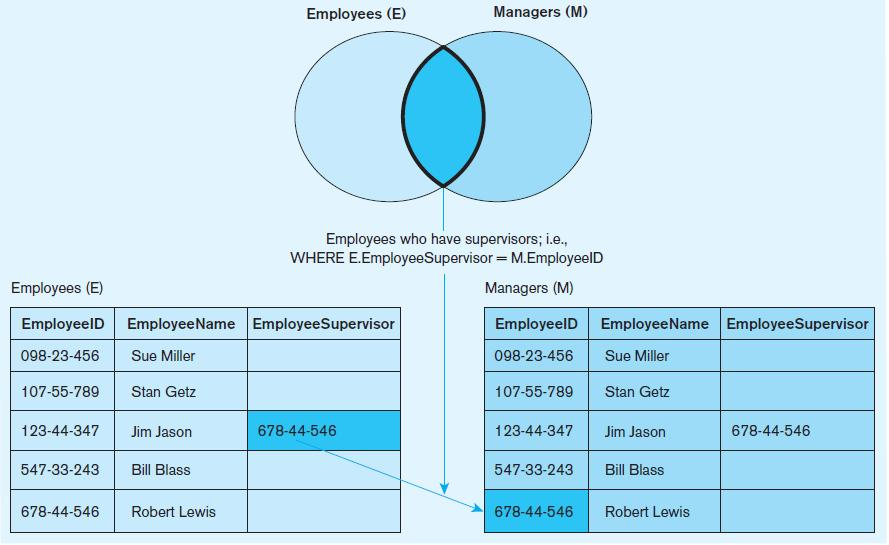 Employees (E) Managers (M)
Employees who have supervisors; i.e.,
WHERE E.EmployeeSupervisor = M.EmployeeID
Employees (E)
EmployeeID EmployeeName EmployeeSupervisor
098-23-456 Sue Miller
107-55-789 Stan Getz
123-44-347 Jim Jason 678-44-546
547-33-243 Bill Blass
678-44-546 Robert Lewis
Managers (M)
EmployeeID EmployeeName EmployeeSupervisor
098-23-456 Sue Miller
107-55-789 Stan Getz
123-44-347 Jim Jason 678-44-546
547-33-243 Bill Blass
678-44-546 Robert Lewis